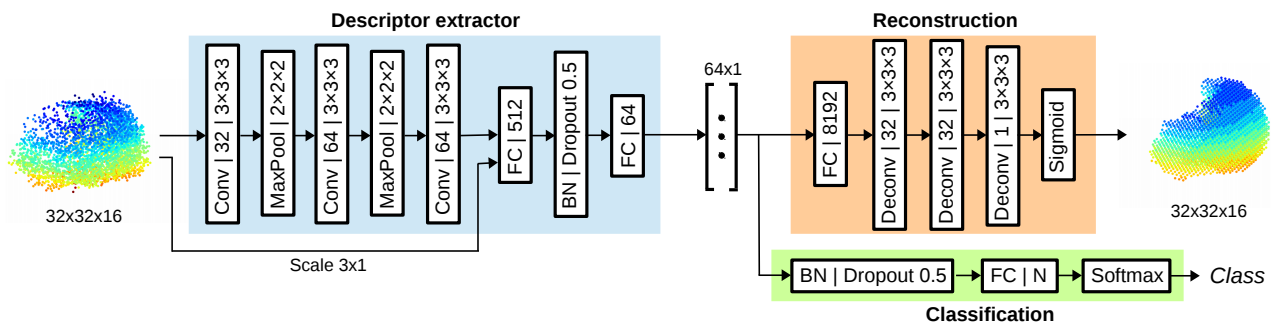 Descriptor extractor
Reconstruction
32x32x16
Conv | 32 | 3×3×3
MaxPool | 2×2×2
Conv | 64 | 3×3×3
MaxPool | 2×2×2
Conv | 64 | 3×3×3
FC | 512
BN | Dropout 0.5
FC | 64
64x1
FC | 8192
Deconv | 32 | 3×3×3
Deconv | 32 | 3×3×3
Deconv | 1 | 3×3×3
Sigmoid
32x32x16
Scale 3x1
BN | Dropout 0.5
FC | N
Softmax
Class
Classification